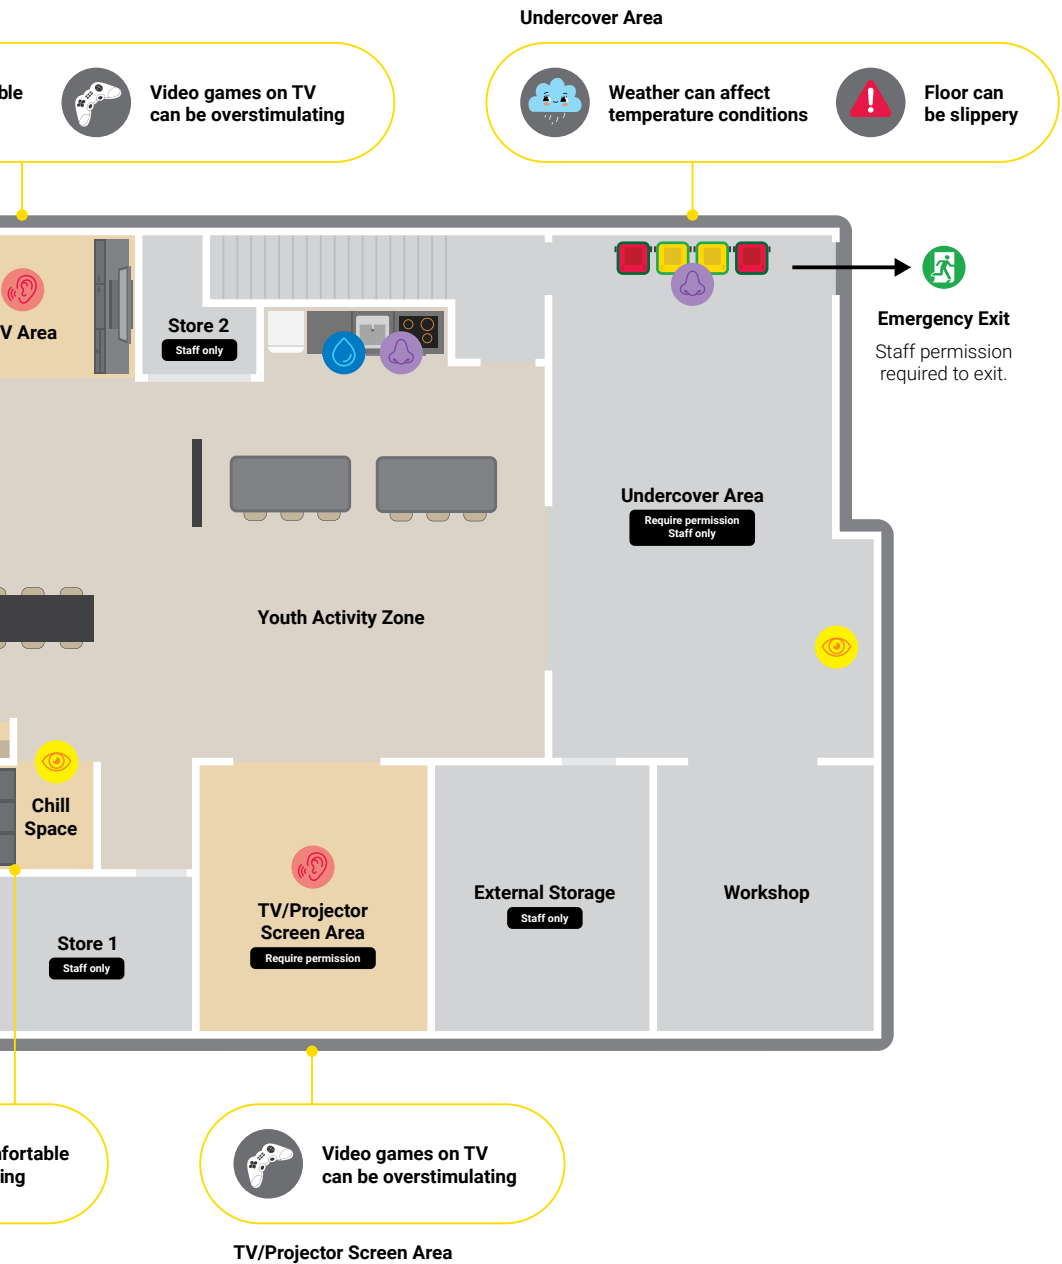 Undercover Area
Video games on TV
can be overstimulating
Weather can affect
temperature conditions
Floor can
be slippery
V Area
Store 2
Staff only
Emergency Exit
Staff permission
required to exit.
Undercover Area
Require permission
Staff only
Youth Activity Zone
Chill
Space
TV/Projector
Screen Area
Require permission
External Storage
Staff only
Workshop
Store 1
Staff only
Video games on TV
can be overstimulating
TV/Projector Screen Area